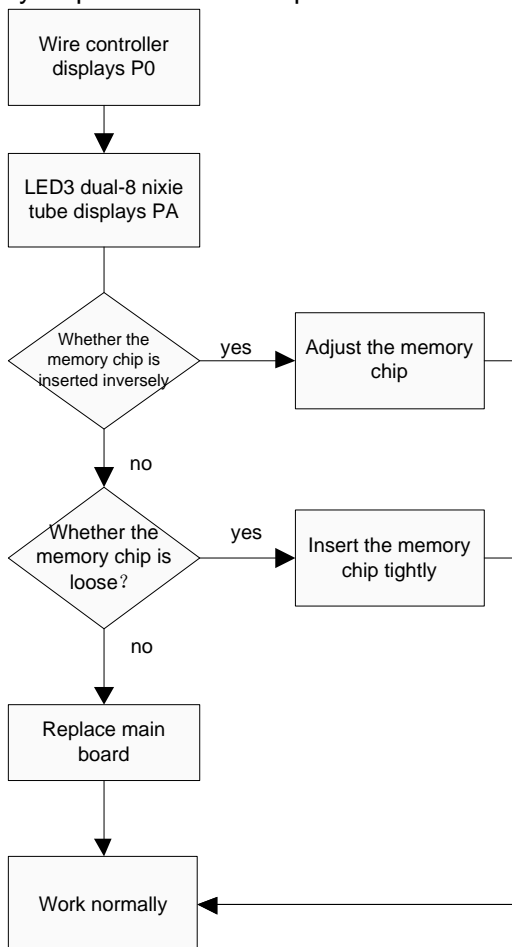 Wire controller
displays P0
LED3 dual-8 nixie
tube displays PA
Whether the
memory chip is
inserted inversely
yes
Adjust the memory
chip
no
Whether the
memory chip is
loose？
yes
Insert the memory
chip tightly
no
Replace main
board
Work normally